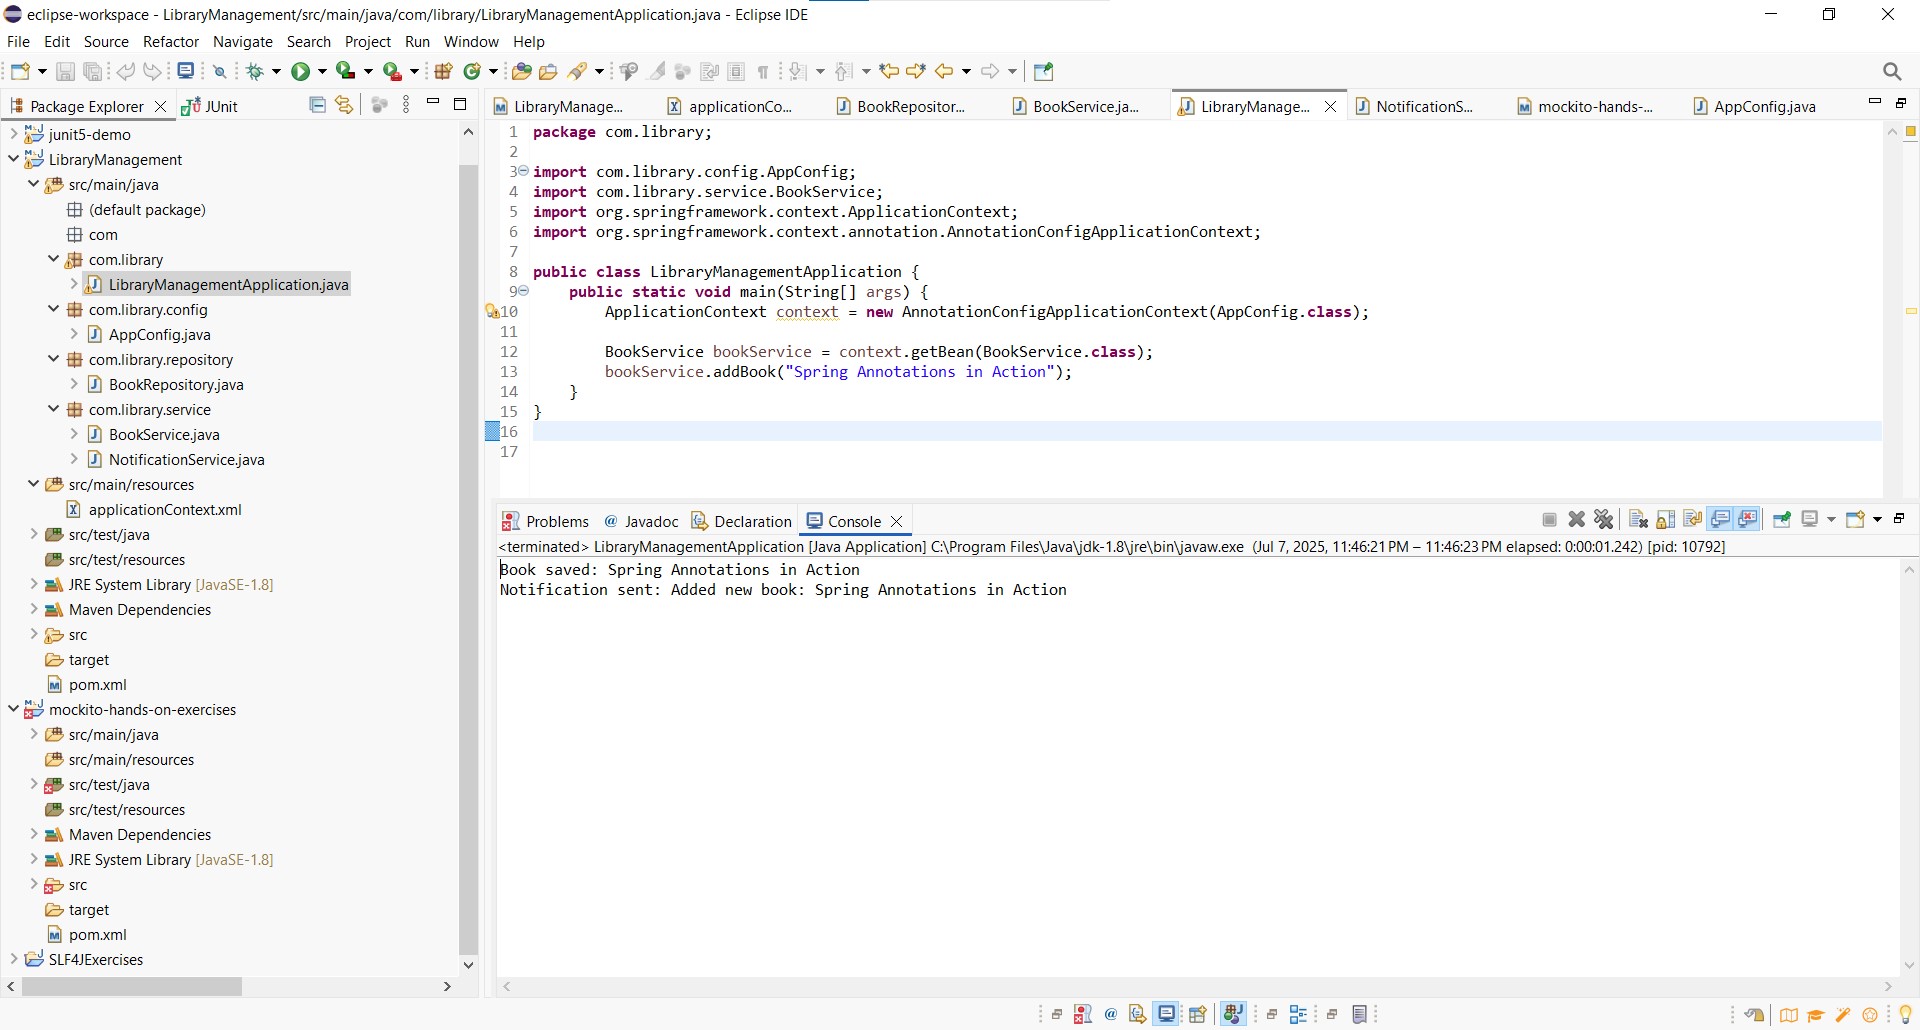 eclipse-workspace - LibraryManagement/src/main/java/com/library/LibraryManagementApplication.java - Eclipse IDE
File Edit Source Refactor Navigate Search Project Run Window Help
Package Explorer
JUnit
junit5-demo
LibraryManagement
src/main/java
(default package)
com
com.library
LibraryManagementApplication.java
com.library.config
AppConfig.java
com.library.repository
BookRepository.java
com.library.service
BookService.java
NotificationService.java
src/main/resources
applicationContext.xml
src/test/java
src/test/resources
JRE System Library [JavaSE-1.8]
Maven Dependencies
src
target
pom.xml
mockito-hands-on-exercises
src/main/java
src/main/resources
src/test/java
src/test/resources
Maven Dependencies
JRE System Library [JavaSE-1.8]
src
target
pom.xml
SLF4JExercises
LibraryManage... applicationCo... BookRepositor... BookService.ja... LibraryManage... NotificationS... mockito-hands-... AppConfig.java
1 package com.library;
2
3 import com.library.config.AppConfig;
4 import com.library.service.BookService;
5 import org.springframework.context.ApplicationContext;
6 import org.springframework.context.annotation.AnnotationConfigApplicationContext;
7
8 public class LibraryManagementApplication {
9 public static void main(String[] args) {
10 ApplicationContext context = new AnnotationConfigApplicationContext(AppConfig.class);
11
12 BookService bookService = context.getBean(BookService.class);
13 bookService.addBook("Spring Annotations in Action");
14 }
15 }
16
17
Problems @ Javadoc Declaration Console
<terminated> LibraryManagementApplication [Java Application] C:\Program Files\Java\jdk-1.8\jre\bin\javaw.exe (Jul 7, 2025, 11:46:21 PM – 11:46:23 PM elapsed: 0:00:01.242) [pid: 10792]
Book saved: Spring Annotations in Action
Notification sent: Added new book: Spring Annotations in Action